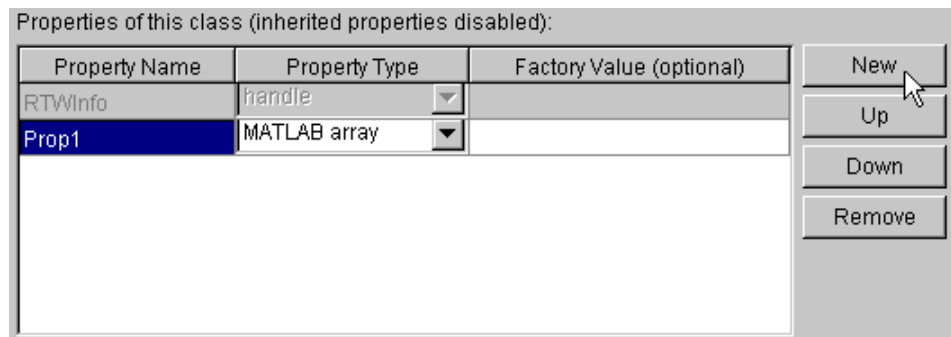 Properties of this class (inherited properties disabled):
Property Name Property Type Factory Value (optional) New
RTWInfo handle
Up
Prop1 MATLAB array
Down
Remove